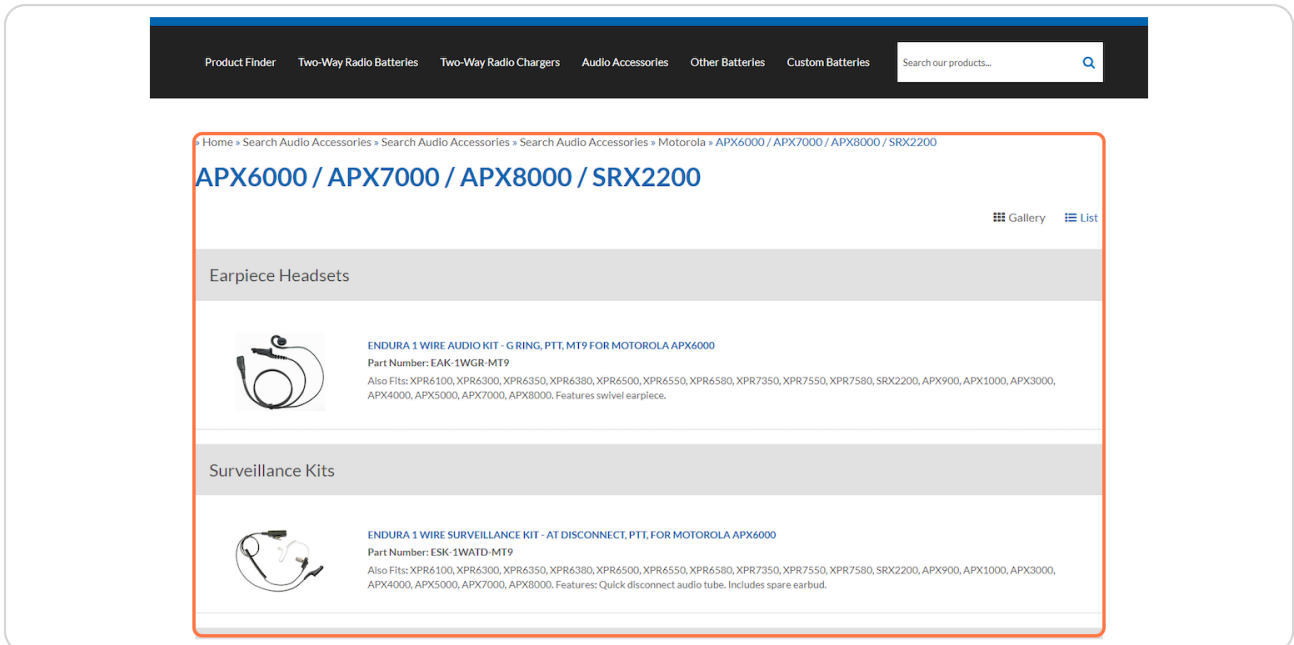 Product Finder Two-Way Radio Batteries Two-Way Radio Chargers Audio Accessories Other Batteries Custom Batteries Search our products...
» Home » Search Audio Accessories » Search Audio Accessories » Search Audio Accessories » Motorola » APX6000 / APX7000 / APX8000 / SRX2200
APX6000 / APX7000 / APX8000 / SRX2200
Gallery List
Earpiece Headsets
ENDURA 1 WIRE AUDIO KIT - G RING, PTT, MT9 FOR MOTOROLA APX6000
Part Number: EAK-1WGR-MT9
Also Fits: XPR6100, XPR6300, XPR6350, XPR6380, XPR6500, XPR6550, XPR6580, XPR7350, XPR7550, XPR7580, SRX2200, APX900, APX1000, APX3000,
APX4000, APX5000, APX7000, APX8000. Features swivel earpiece.
Surveillance Kits
ENDURA 1 WIRE SURVEILLANCE KIT - AT DISCONNECT, PTT, FOR MOTOROLA APX6000
Part Number: ESK-1WATD-MT9
Also Fits: XPR6100, XPR6300, XPR6350, XPR6380, XPR6500, XPR6550, XPR6580, XPR7350, XPR7550, XPR7580, SRX2200, APX900, APX1000, APX3000,
APX4000, APX5000, APX7000, APX8000. Features: Quick disconnect audio tube. Includes spare earbud.